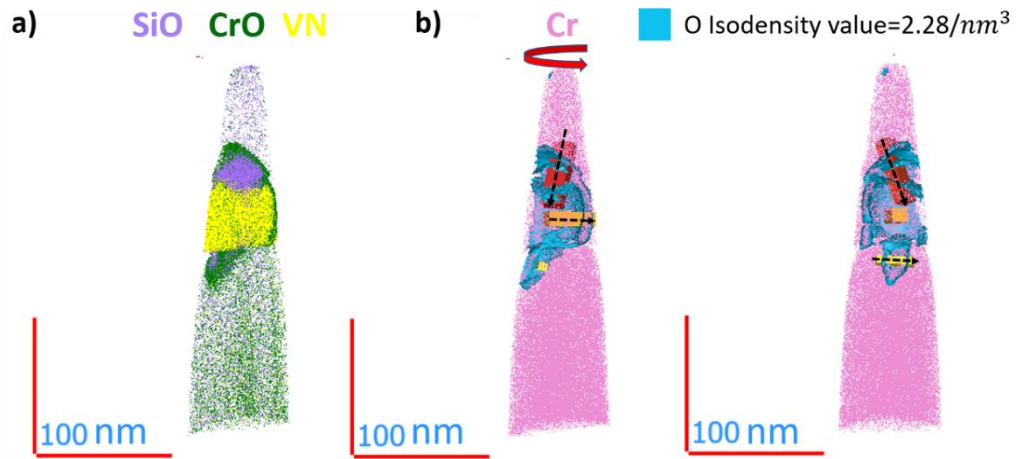 a)
SiO CrO VN
b)
Cr
O Isodensity value=2.28/nm³
100 nm
100 nm
100 nm